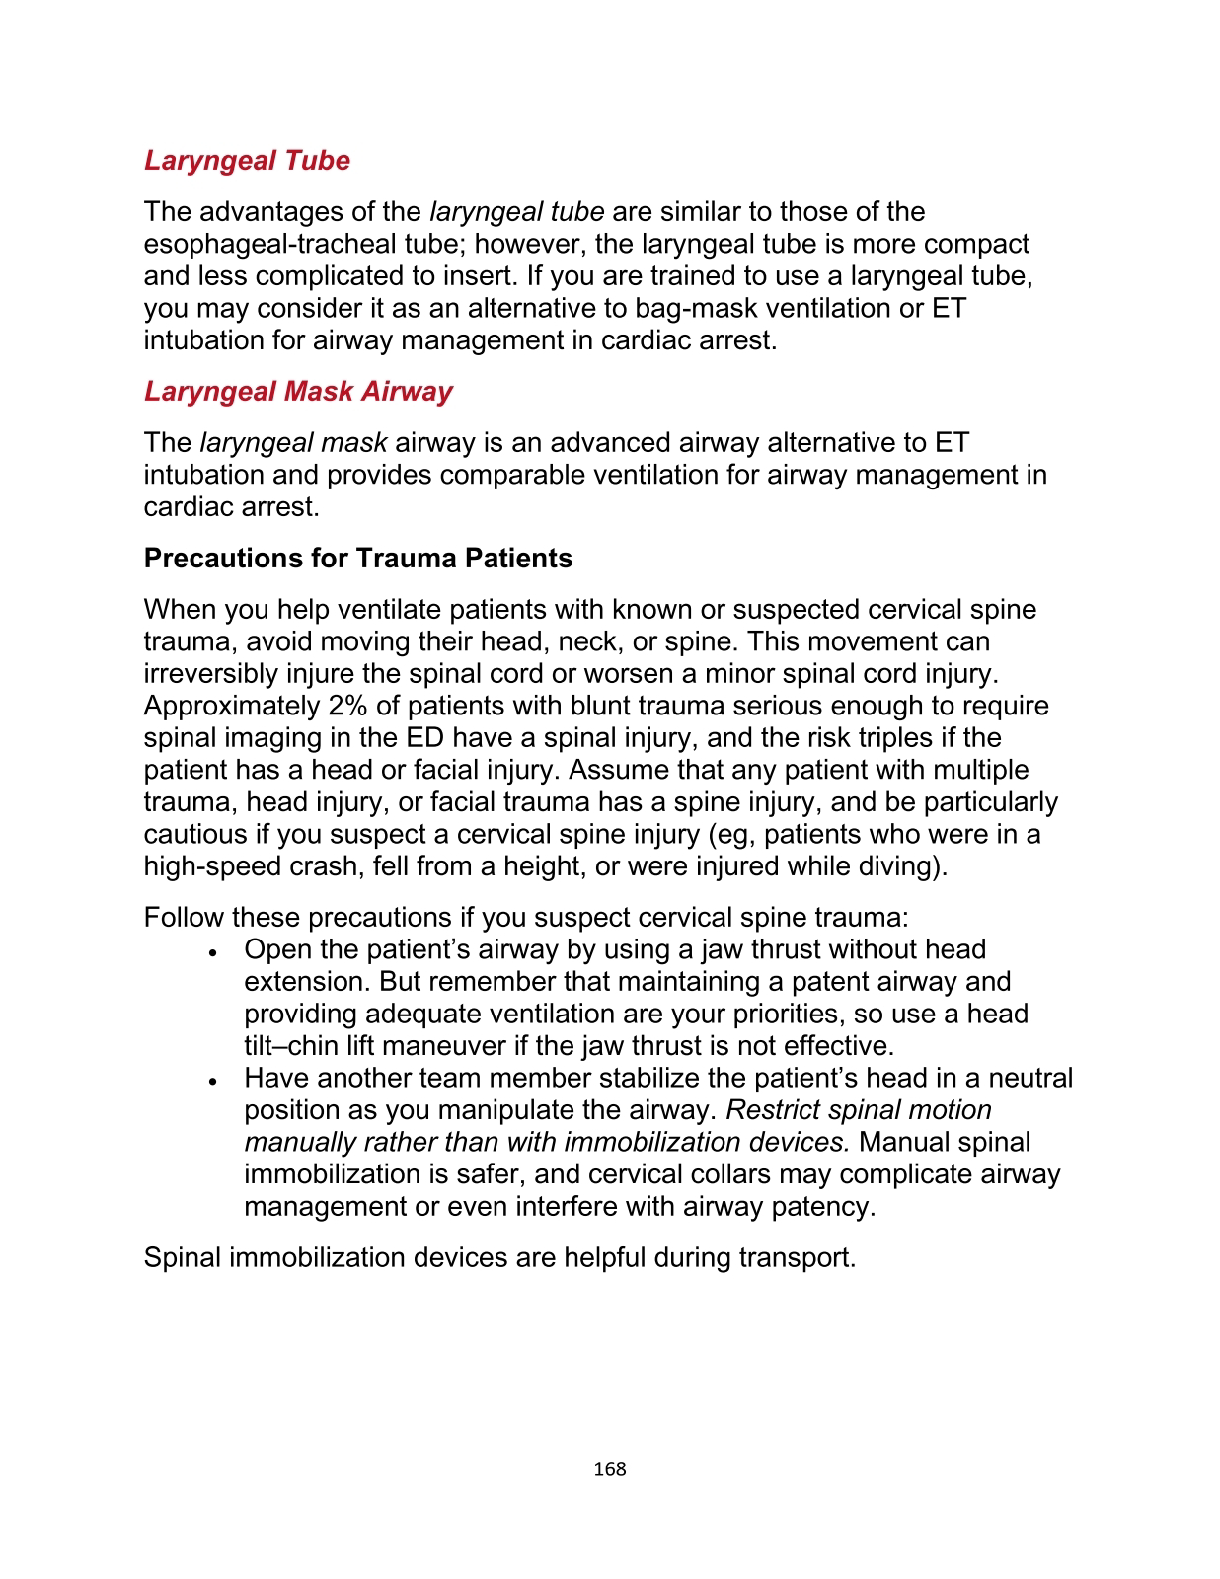 Laryngeal Tube
The advantages of the laryngeal tube are similar to those of the
esophageal-tracheal tube; however, the laryngeal tube is more compact
and less complicated to insert. If you are trained to use a laryngeal tube,
you may consider it as an alternative to bag-mask ventilation or ET
intubation for airway management in cardiac arrest.
Laryngeal Mask Airway
The laryngeal mask airway is an advanced airway alternative to ET
intubation and provides comparable ventilation for airway management in
cardiac arrest.
Precautions for Trauma Patients
When you help ventilate patients with known or suspected cervical spine
trauma, avoid moving their head, neck, or spine. This movement can
irreversibly injure the spinal cord or worsen a minor spinal cord injury.
Approximately 2% of patients with blunt trauma serious enough to require
spinal imaging in the ED have a spinal injury, and the risk triples if the
patient has a head or facial injury. Assume that any patient with multiple
trauma, head injury, or facial trauma has a spine injury, and be particularly
cautious if you suspect a cervical spine injury (eg, patients who were in a
high-speed crash, fell from a height, or were injured while diving).
Follow these precautions if you suspect cervical spine trauma:
• Open the patient’s airway by using a jaw thrust without head
extension. But remember that maintaining a patent airway and
providing adequate ventilation are your priorities, so use a head
tilt–chin lift maneuver if the jaw thrust is not effective.
• Have another team member stabilize the patient’s head in a neutral
position as you manipulate the airway. Restrict spinal motion
manually rather than with immobilization devices. Manual spinal
immobilization is safer, and cervical collars may complicate airway
management or even interfere with airway patency.
Spinal immobilization devices are helpful during transport.
168